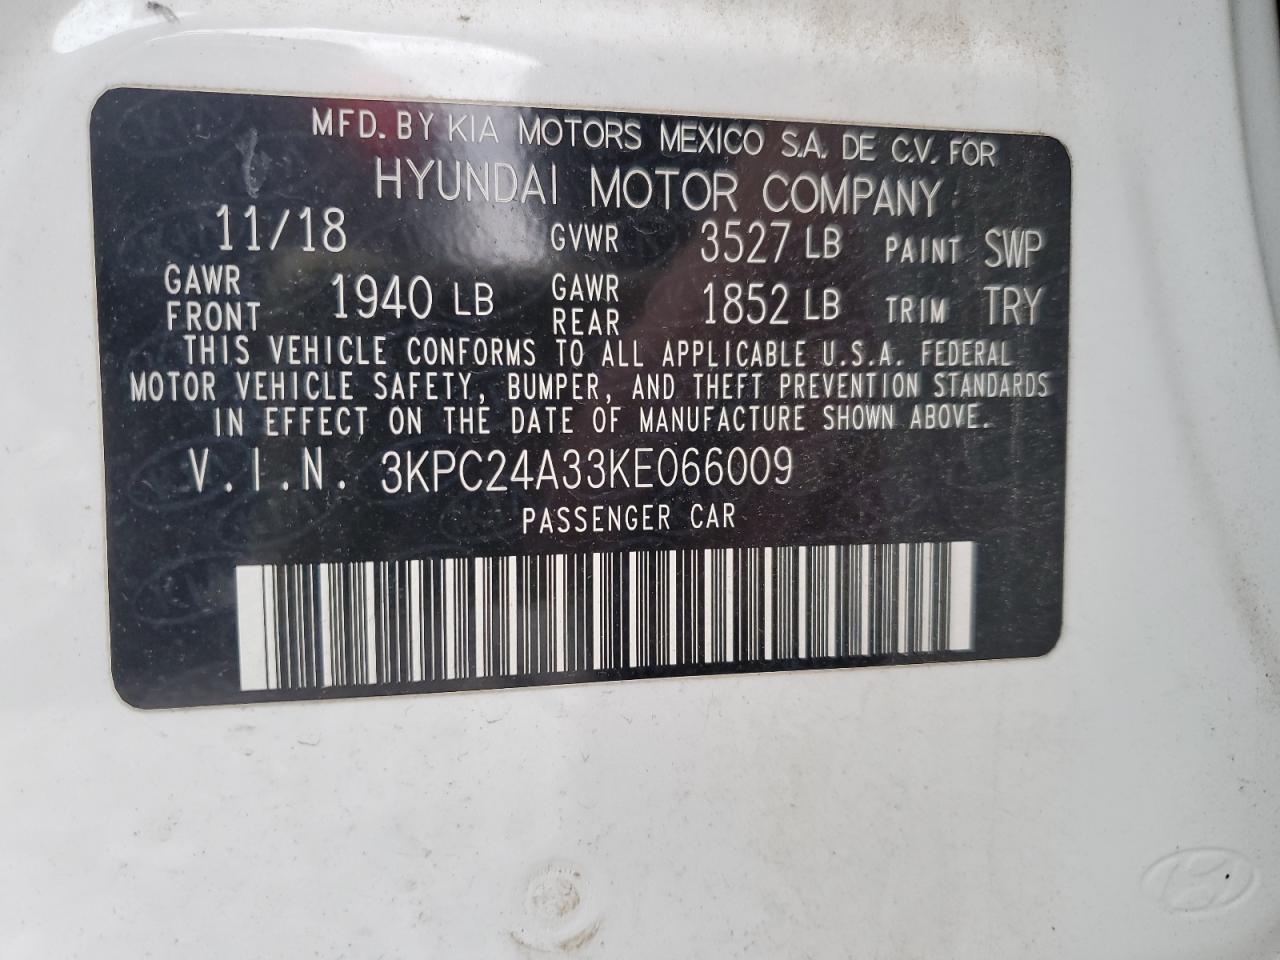 MFD. BY KIA MOTORS MEXICO S.A. DE C.V. FOR
HYUNDAI MOTOR COMPANY
11/18 GVWR 3527 LB PAINT SWP
GAWR FRONT 1940 LB GAWR REAR 1852 LB TRIM TRY
THIS VEHICLE CONFORMS TO ALL APPLICABLE U.S.A. FEDERAL
MOTOR VEHICLE SAFETY, BUMPER, AND THEFT PREVENTION STANDARDS
IN EFFECT ON THE DATE OF MANUFACTURE SHOWN ABOVE.
V.I.N. 3KPC24A33KE066009
PASSENGER CAR